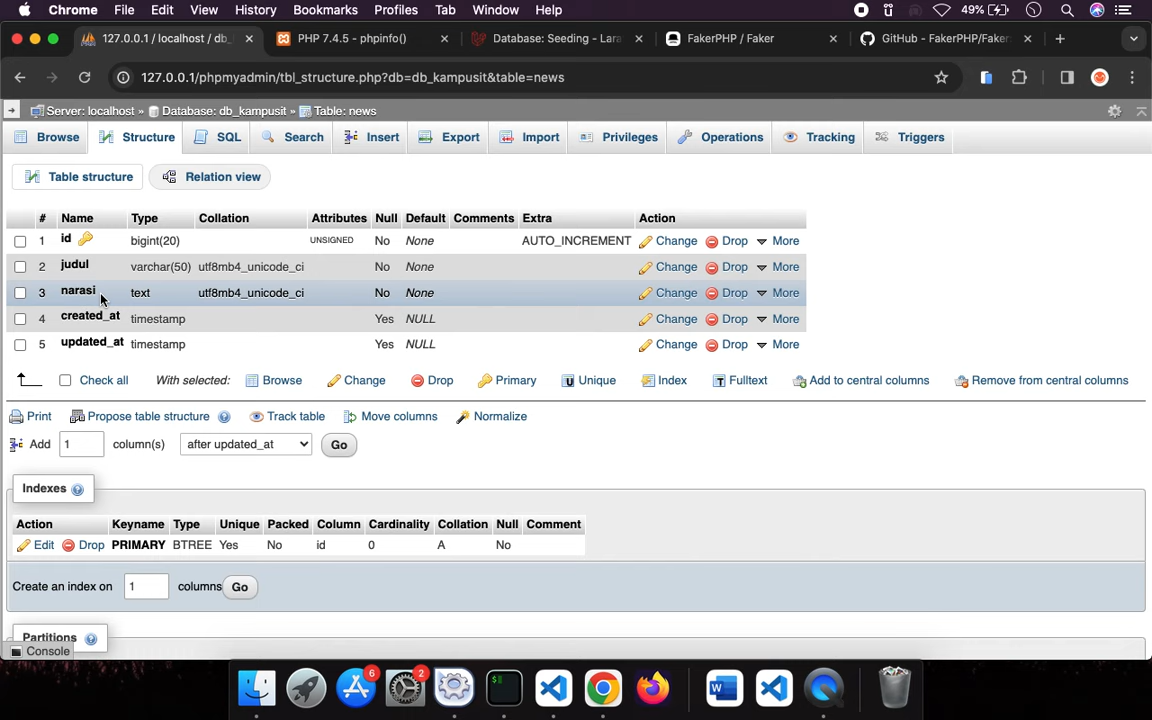 Chrome File Edit View History Bookmarks Profiles Tab Window Help 49%
127.0.0.1 / localhost / db_ PHP 7.4.5 - phpinfo() Database: Seeding - Lara FakerPHP / Faker GitHub - FakerPHP/Faker
127.0.0.1/phpmyadmin/tbl_structure.php?db=db_kampusit&table=news
Server: localhost » Database: db_kampusit » Table: news
Browse Structure SQL Search Insert Export Import Privileges Operations Tracking Triggers
Table structure Relation view
# Name Type Collation Attributes Null Default Comments Extra Action
1 id bigint(20) UNSIGNED No None AUTO_INCREMENT Change Drop More
2 judul varchar(50) utf8mb4_unicode_ci No None Change Drop More
3 narasi text utf8mb4_unicode_ci No None Change Drop More
4 created_at timestamp Yes NULL Change Drop More
5 updated_at timestamp Yes NULL Change Drop More
Check all With selected: Browse Change Drop Primary Unique Index Fulltext Add to central columns Remove from central columns
Print Propose table structure Track table Move columns Normalize
Add 1 column(s) after updated_at Go
Indexes
Action Keyname Type Unique Packed Column Cardinality Collation Null Comment
Edit Drop PRIMARY BTREE Yes No id 0 A No
Create an index on 1 columns Go
Partitions
Console
6 2